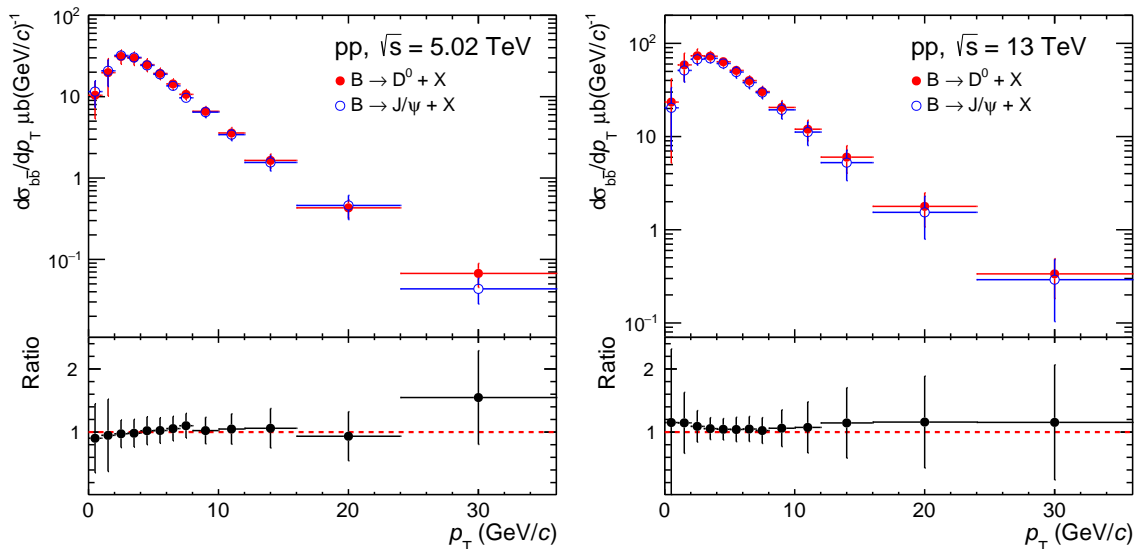 pp, √s = 5.02 TeV
B → D⁰ + X
B → J/ψ + X
dσ_bb̄/dp_T μb(GeV/c)⁻¹
10²
10
1
10⁻¹
Ratio
2
1
0 10 20 30
p_T (GeV/c)
pp, √s = 13 TeV
B → D⁰ + X
B → J/ψ + X
dσ_bb̄/dp_T μb(GeV/c)⁻¹
10²
10
1
10⁻¹
Ratio
2
1
0 10 20 30
p_T (GeV/c)